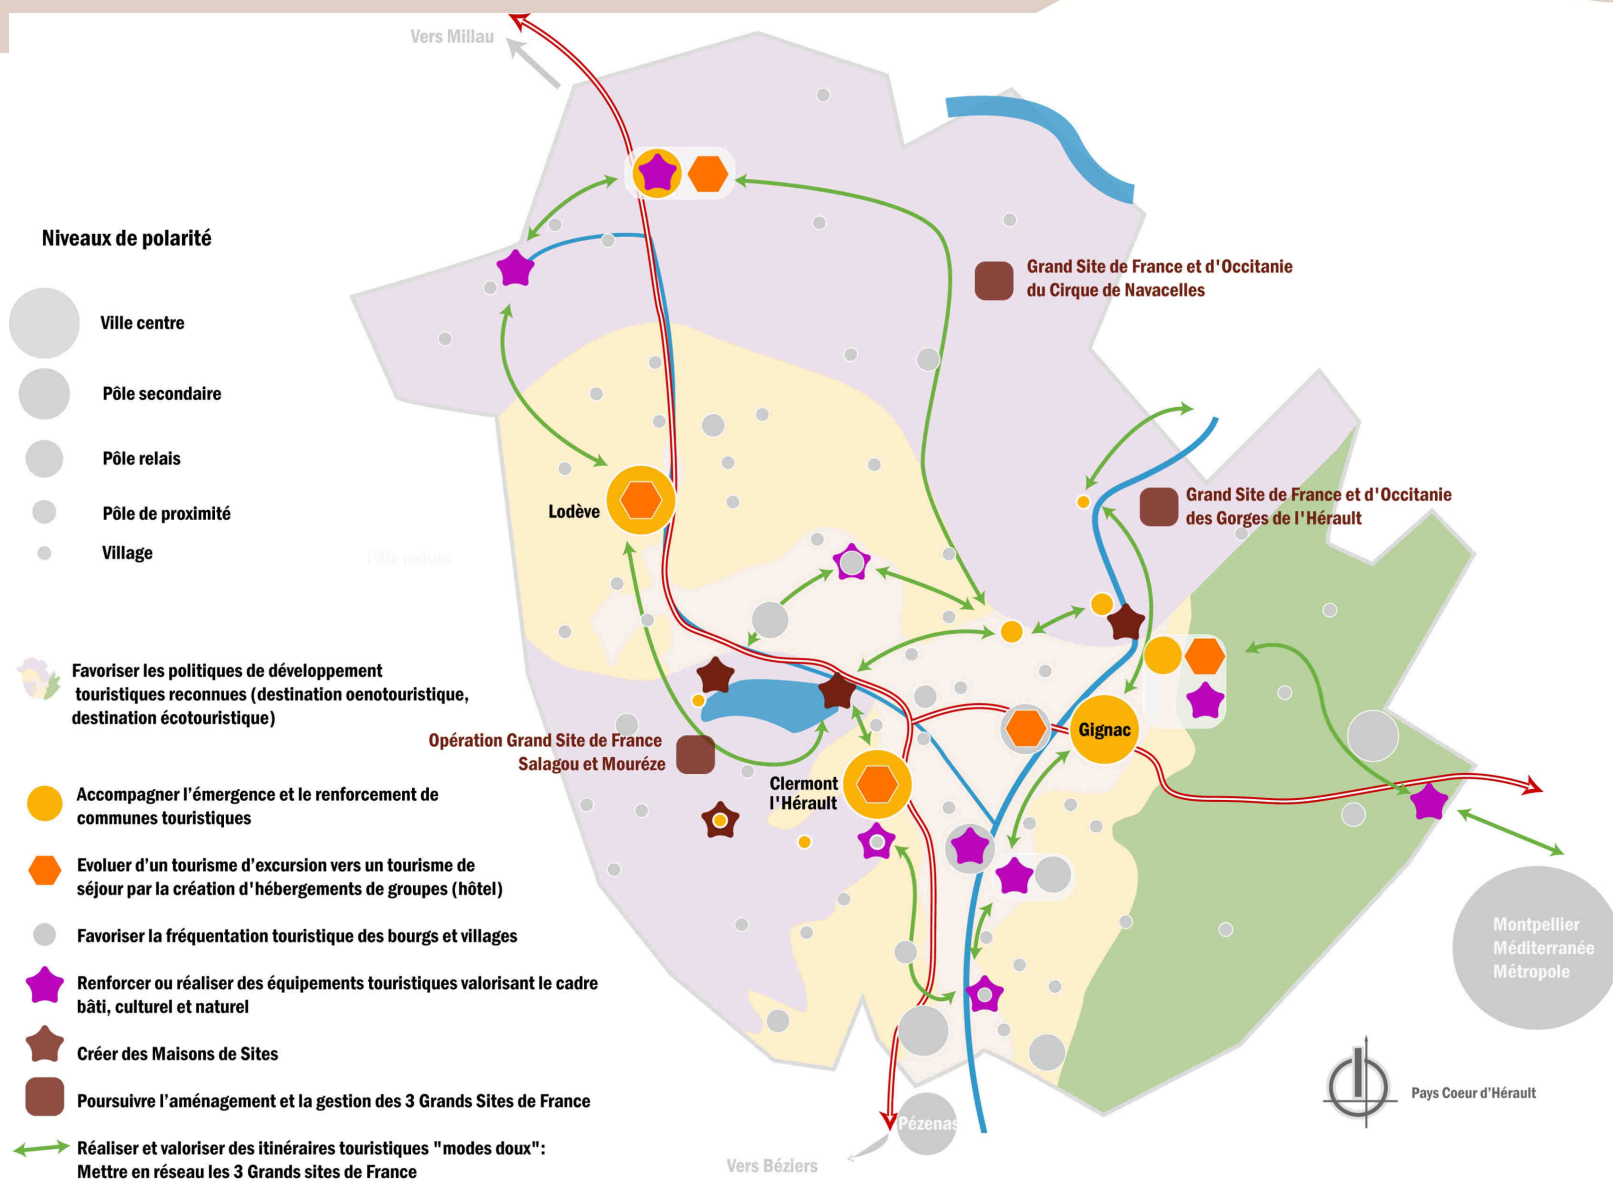 Vers Millau
Niveaux de polarité
Ville centre
Pôle secondaire
Pôle relais
Pôle de proximité
Village
Pôle nature
Favoriser les politiques de développement
touristiques reconnues (destination oenotouristique,
destination écotouristique)
Accompagner l'émergence et le renforcement de
communes touristiques
Evoluer d'un tourisme d'excursion vers un tourisme de
séjour par la création d'hébergements de groupes (hôtel)
Favoriser la fréquentation touristique des bourgs et villages
Renforcer ou réaliser des équipements touristiques valorisant le cadre
bâti, culturel et naturel
Créer des Maisons de Sites
Poursuivre l'aménagement et la gestion des 3 Grands Sites de France
Réaliser et valoriser des itinéraires touristiques "modes doux":
Mettre en réseau les 3 Grands sites de France
Grand Site de France et d'Occitanie
du Cirque de Navacelles
Grand Site de France et d'Occitanie
des Gorges de l'Hérault
Lodève
Opération Grand Site de France
Salagou et Mouréze
Gignac
Clermont
l'Hérault
Montpellier
Méditerranée
Métropole
Pézenas
Vers Béziers
Pays Coeur d'Hérault